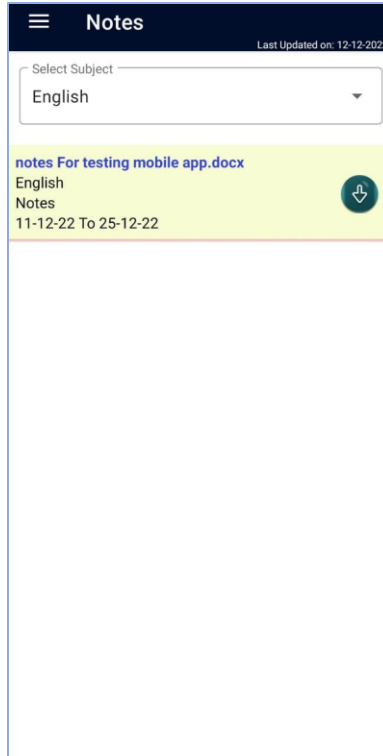 Notes
Last Updated on: 12-12-202
Select Subject
English
notes For testing mobile app.docx
English
Notes
11-12-22 To 25-12-22